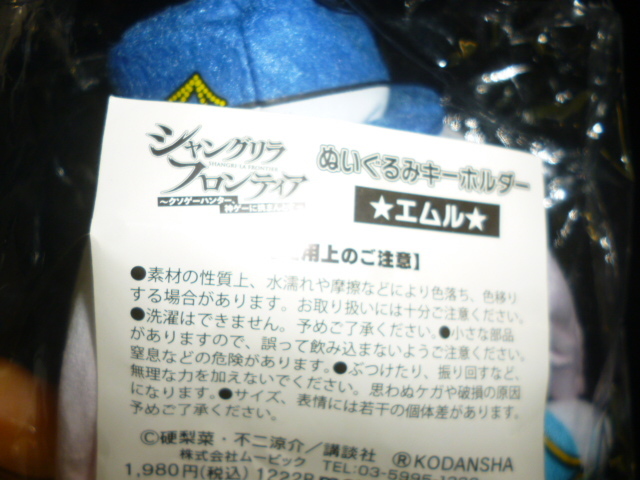 シャングリラ
SHANGRI-LA FRONTIER
フロンティア
～クソゲーハンター、
ぬいぐるみキーホルダー
★エムル★
用上のご注意】
●素材の性質上、水濡れや摩擦などにより色落ち、色移り
する場合があります。お取り扱いには十分ご注意ください。
●洗濯はできません。予めご了承ください。●小さな部品
がありますので、誤って飲み込まないようご注意ください。
窒息などの危険があります。●ぶつけたり、振り回すなど、
無理な力を加えないでください。思わぬケガや破損の原因
になります。●サイズ、表情には若干の個体差があります。
予めご了承ください。
©硬梨菜・不二涼介／講談社 ®KODANSHA
株式会社ムービック TEL:03-5995-
1,980円(税込)